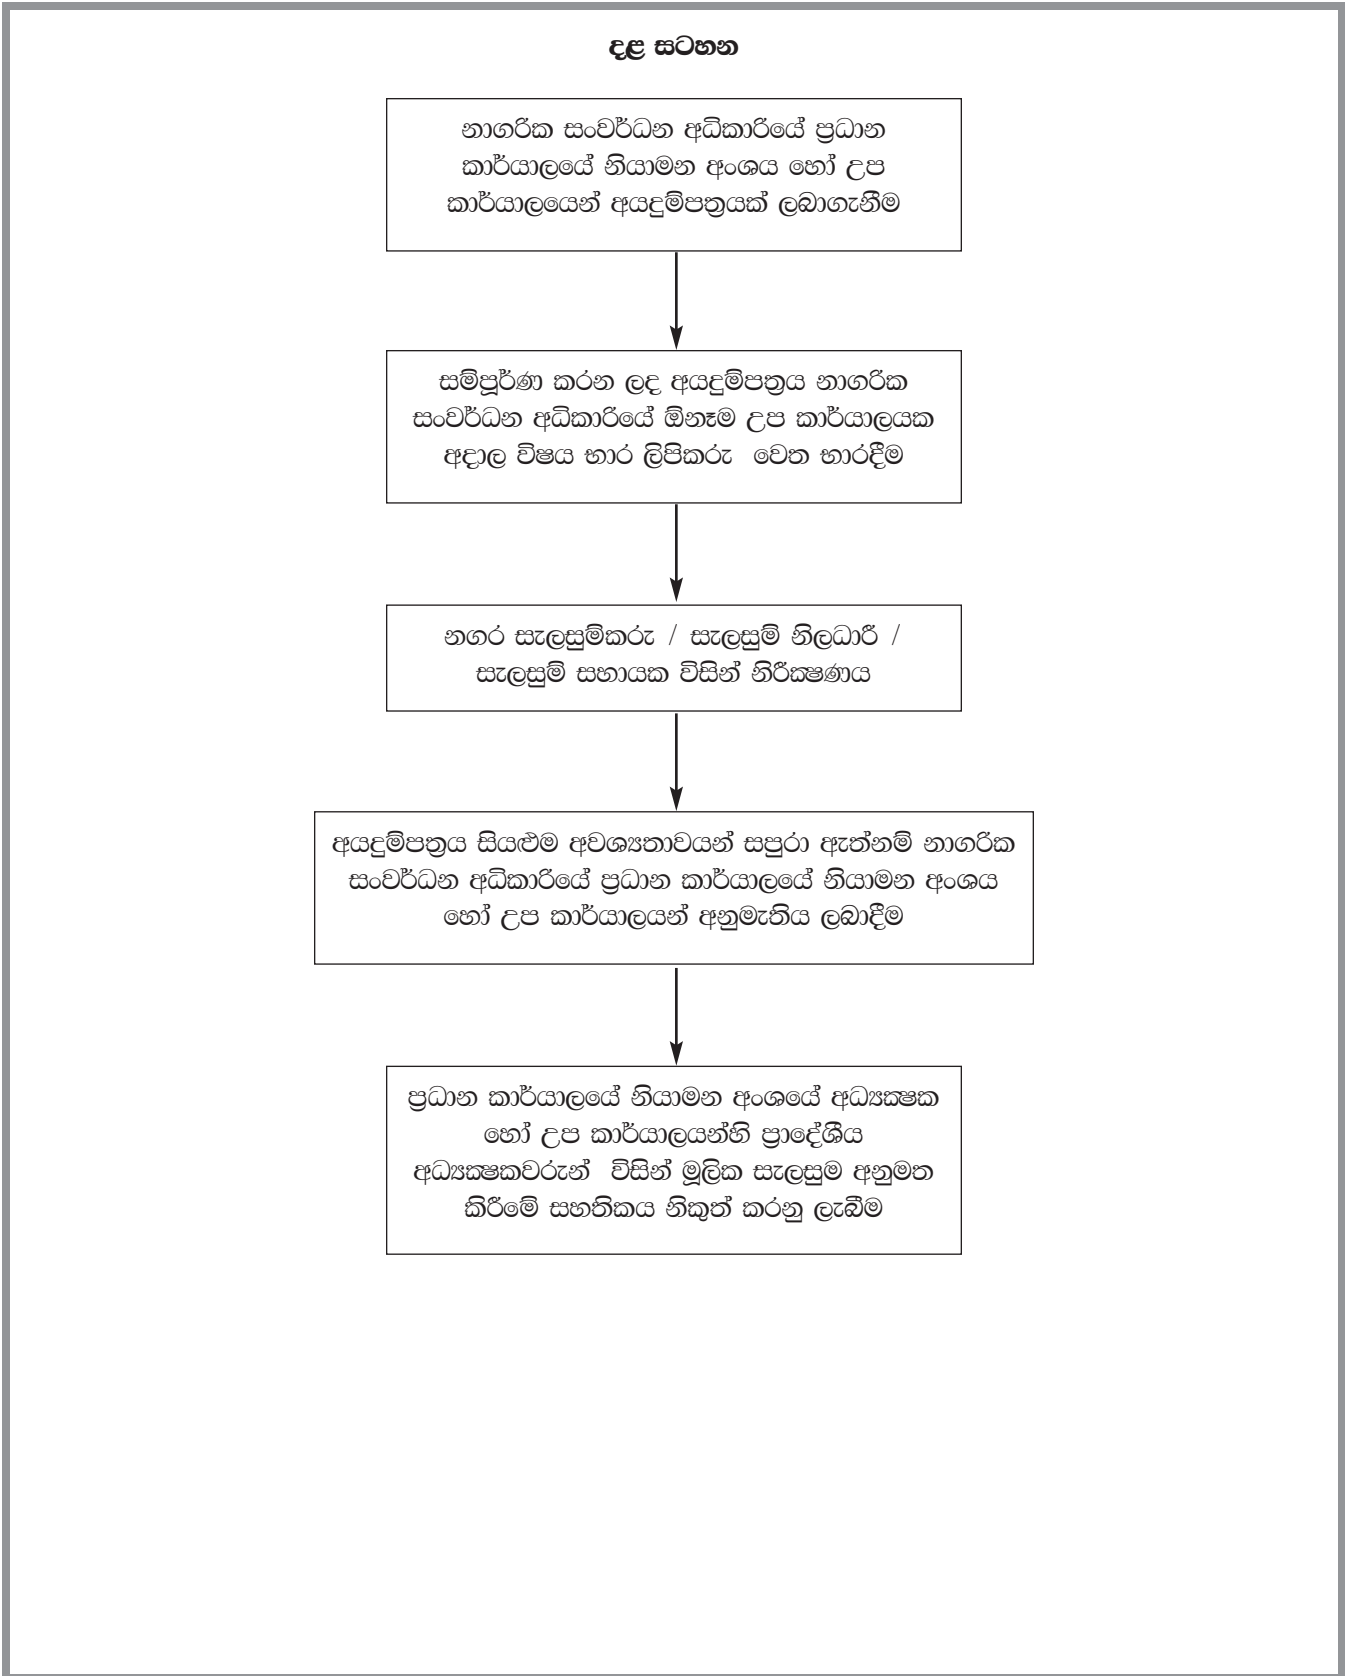 දළ සටහන
නාගරික සංවර්ධන අධිකාරියේ ප්‍රධාන
කාර්යාලයේ නියාමන අංශය හෝ උප
කාර්යාලයෙන් අයදුම්පත්‍රයක් ලබාගැනීම
සම්පූර්ණ කරන ලද අයදුම්පත්‍රය නාගරික
සංවර්ධන අධිකාරියේ ඕනෑම උප කාර්යාලයක
අදාල විෂය භාර ලිපිකරු වෙත භාරදීම
නගර සැලසුම්කරු / සැලසුම් නිලධාරී /
සැලසුම් සහායක විසින් නිරීක්‍ෂණය
අයදුම්පත්‍රය සියළුම අවශ්‍යතාවයන් සපුරා ඇත්නම් නාගරික
සංවර්ධන අධිකාරියේ ප්‍රධාන කාර්යාලයේ නියාමන අංශය
හෝ උප කාර්යාලයන් අනුමැතිය ලබාදීම
ප්‍රධාන කාර්යාලයේ නියාමන අංශයේ අධ්‍යක්‍ෂක
හෝ උප කාර්යාලයන්හි ප්‍රාදේශීය
අධ්‍යක්‍ෂකවරුන් විසින් මූලික සැලසුම අනුමත
කිරීමේ සහතිකය නිකුත් කරනු ලැබීම